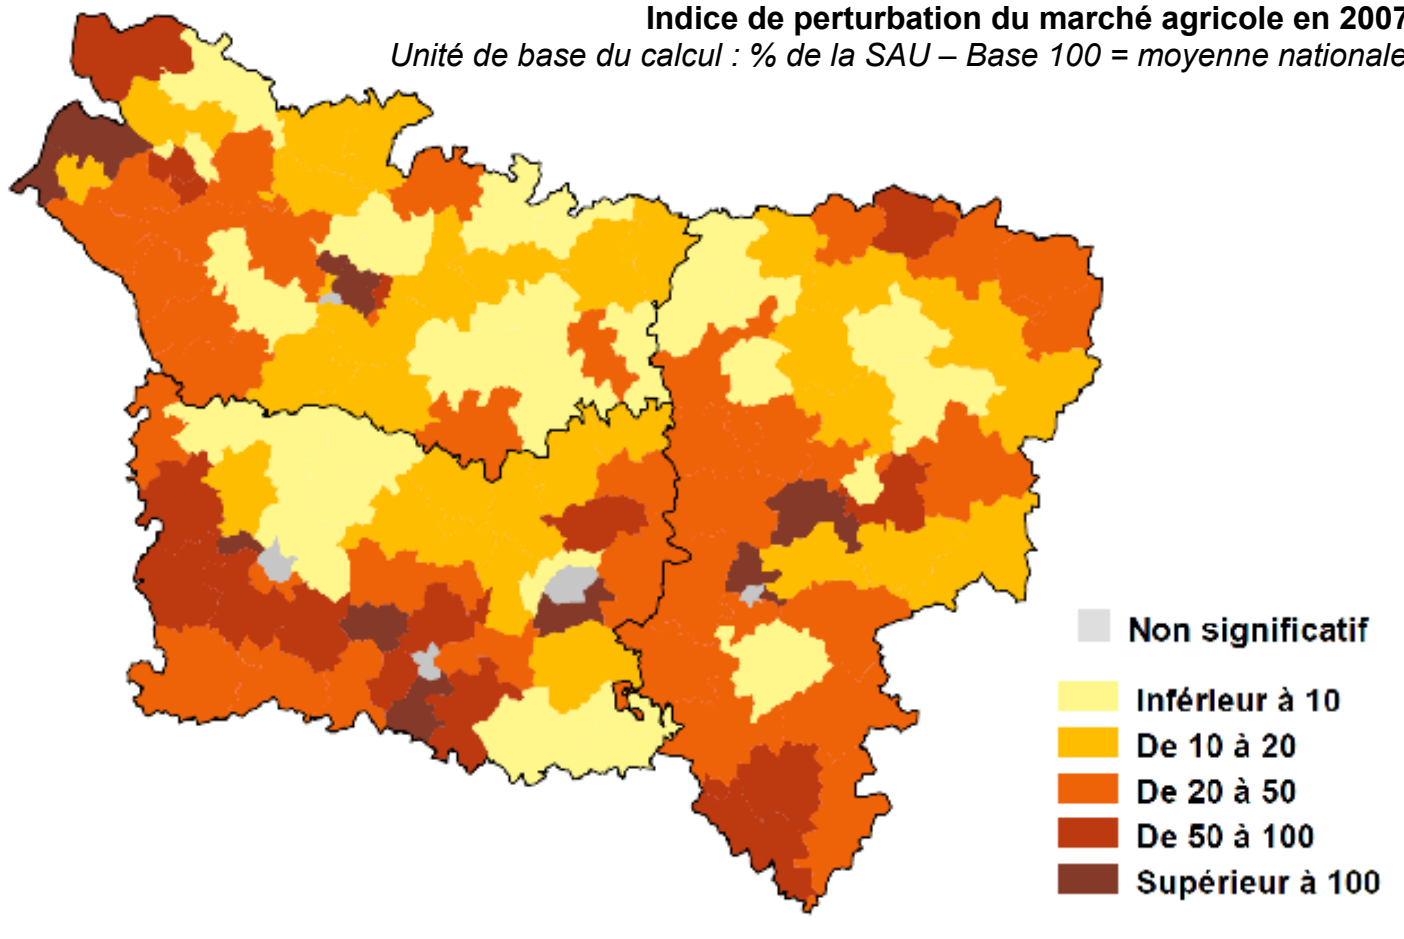 Indice de perturbation du marché agricole en 2007
Unité de base du calcul : % de la SAU – Base 100 = moyenne nationale
Non significatif
Inférieur à 10
De 10 à 20
De 20 à 50
De 50 à 100
Supérieur à 100